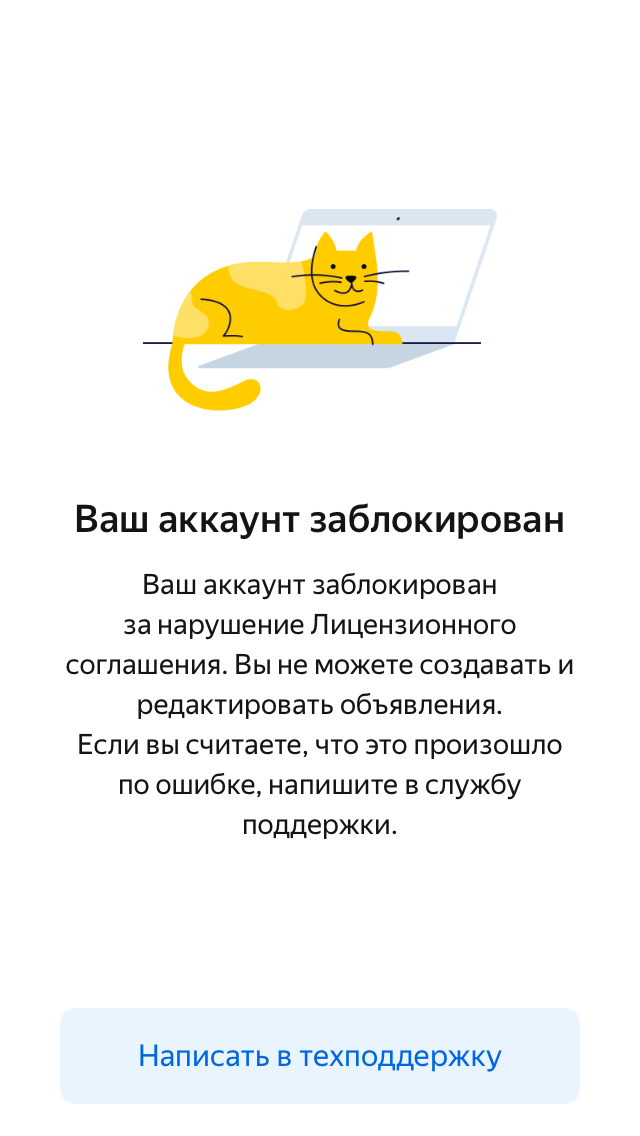 Ваш аккаунт заблокирован
Ваш аккаунт заблокирован
за нарушение Лицензионного
соглашения. Вы не можете создавать и
редактировать объявления.
Если вы считаете, что это произошло
по ошибке, напишите в службу
поддержки.
Написать в техподдержку